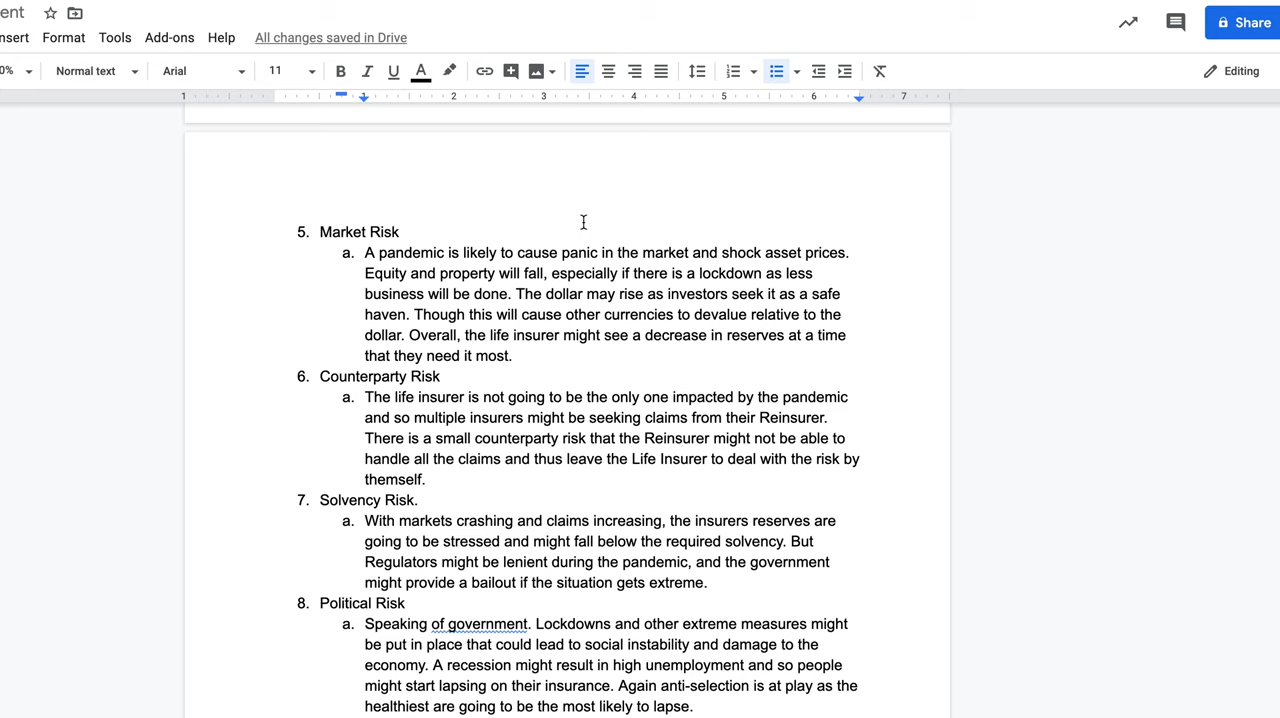 ent
nsert Format Tools Add-ons Help All changes saved in Drive
Share
0% Normal text Arial 11 B I U A Editing
1 1 2 3 4 5 6 7
5. Market Risk
a. A pandemic is likely to cause panic in the market and shock asset prices.
Equity and property will fall, especially if there is a lockdown as less
business will be done. The dollar may rise as investors seek it as a safe
haven. Though this will cause other currencies to devalue relative to the
dollar. Overall, the life insurer might see a decrease in reserves at a time
that they need it most.
6. Counterparty Risk
a. The life insurer is not going to be the only one impacted by the pandemic
and so multiple insurers might be seeking claims from their Reinsurer.
There is a small counterparty risk that the Reinsurer might not be able to
handle all the claims and thus leave the Life Insurer to deal with the risk by
themself.
7. Solvency Risk.
a. With markets crashing and claims increasing, the insurers reserves are
going to be stressed and might fall below the required solvency. But
Regulators might be lenient during the pandemic, and the government
might provide a bailout if the situation gets extreme.
8. Political Risk
a. Speaking of government. Lockdowns and other extreme measures might
be put in place that could lead to social instability and damage to the
economy. A recession might result in high unemployment and so people
might start lapsing on their insurance. Again anti-selection is at play as the
healthiest are going to be the most likely to lapse.